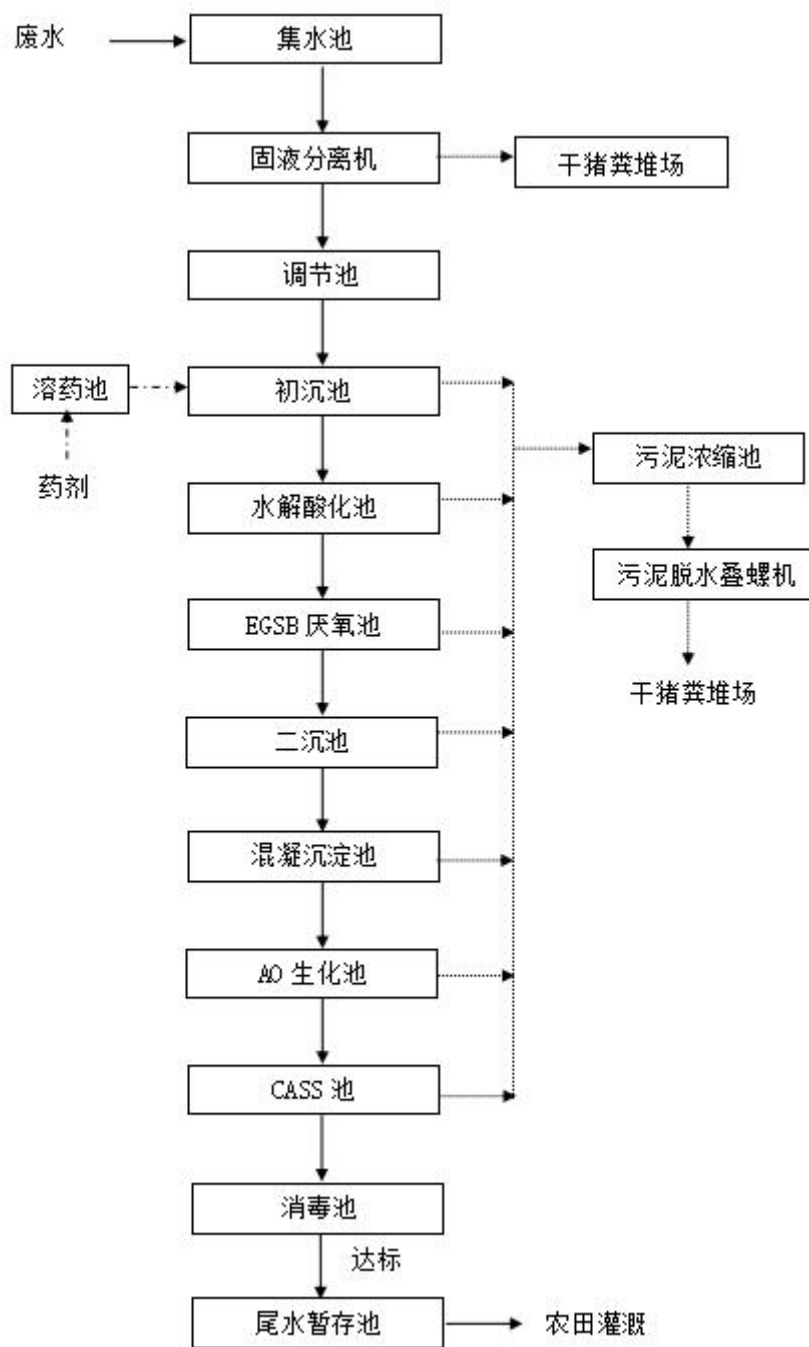 废水
集水池
固液分离机
干猪粪堆场
调节池
溶药池
初沉池
药剂
污泥浓缩池
水解酸化池
污泥脱水叠螺机
EGSB 厌氧池
干猪粪堆场
二沉池
混凝沉淀池
AO 生化池
CASS 池
消毒池
达标
尾水暂存池
农田灌溉